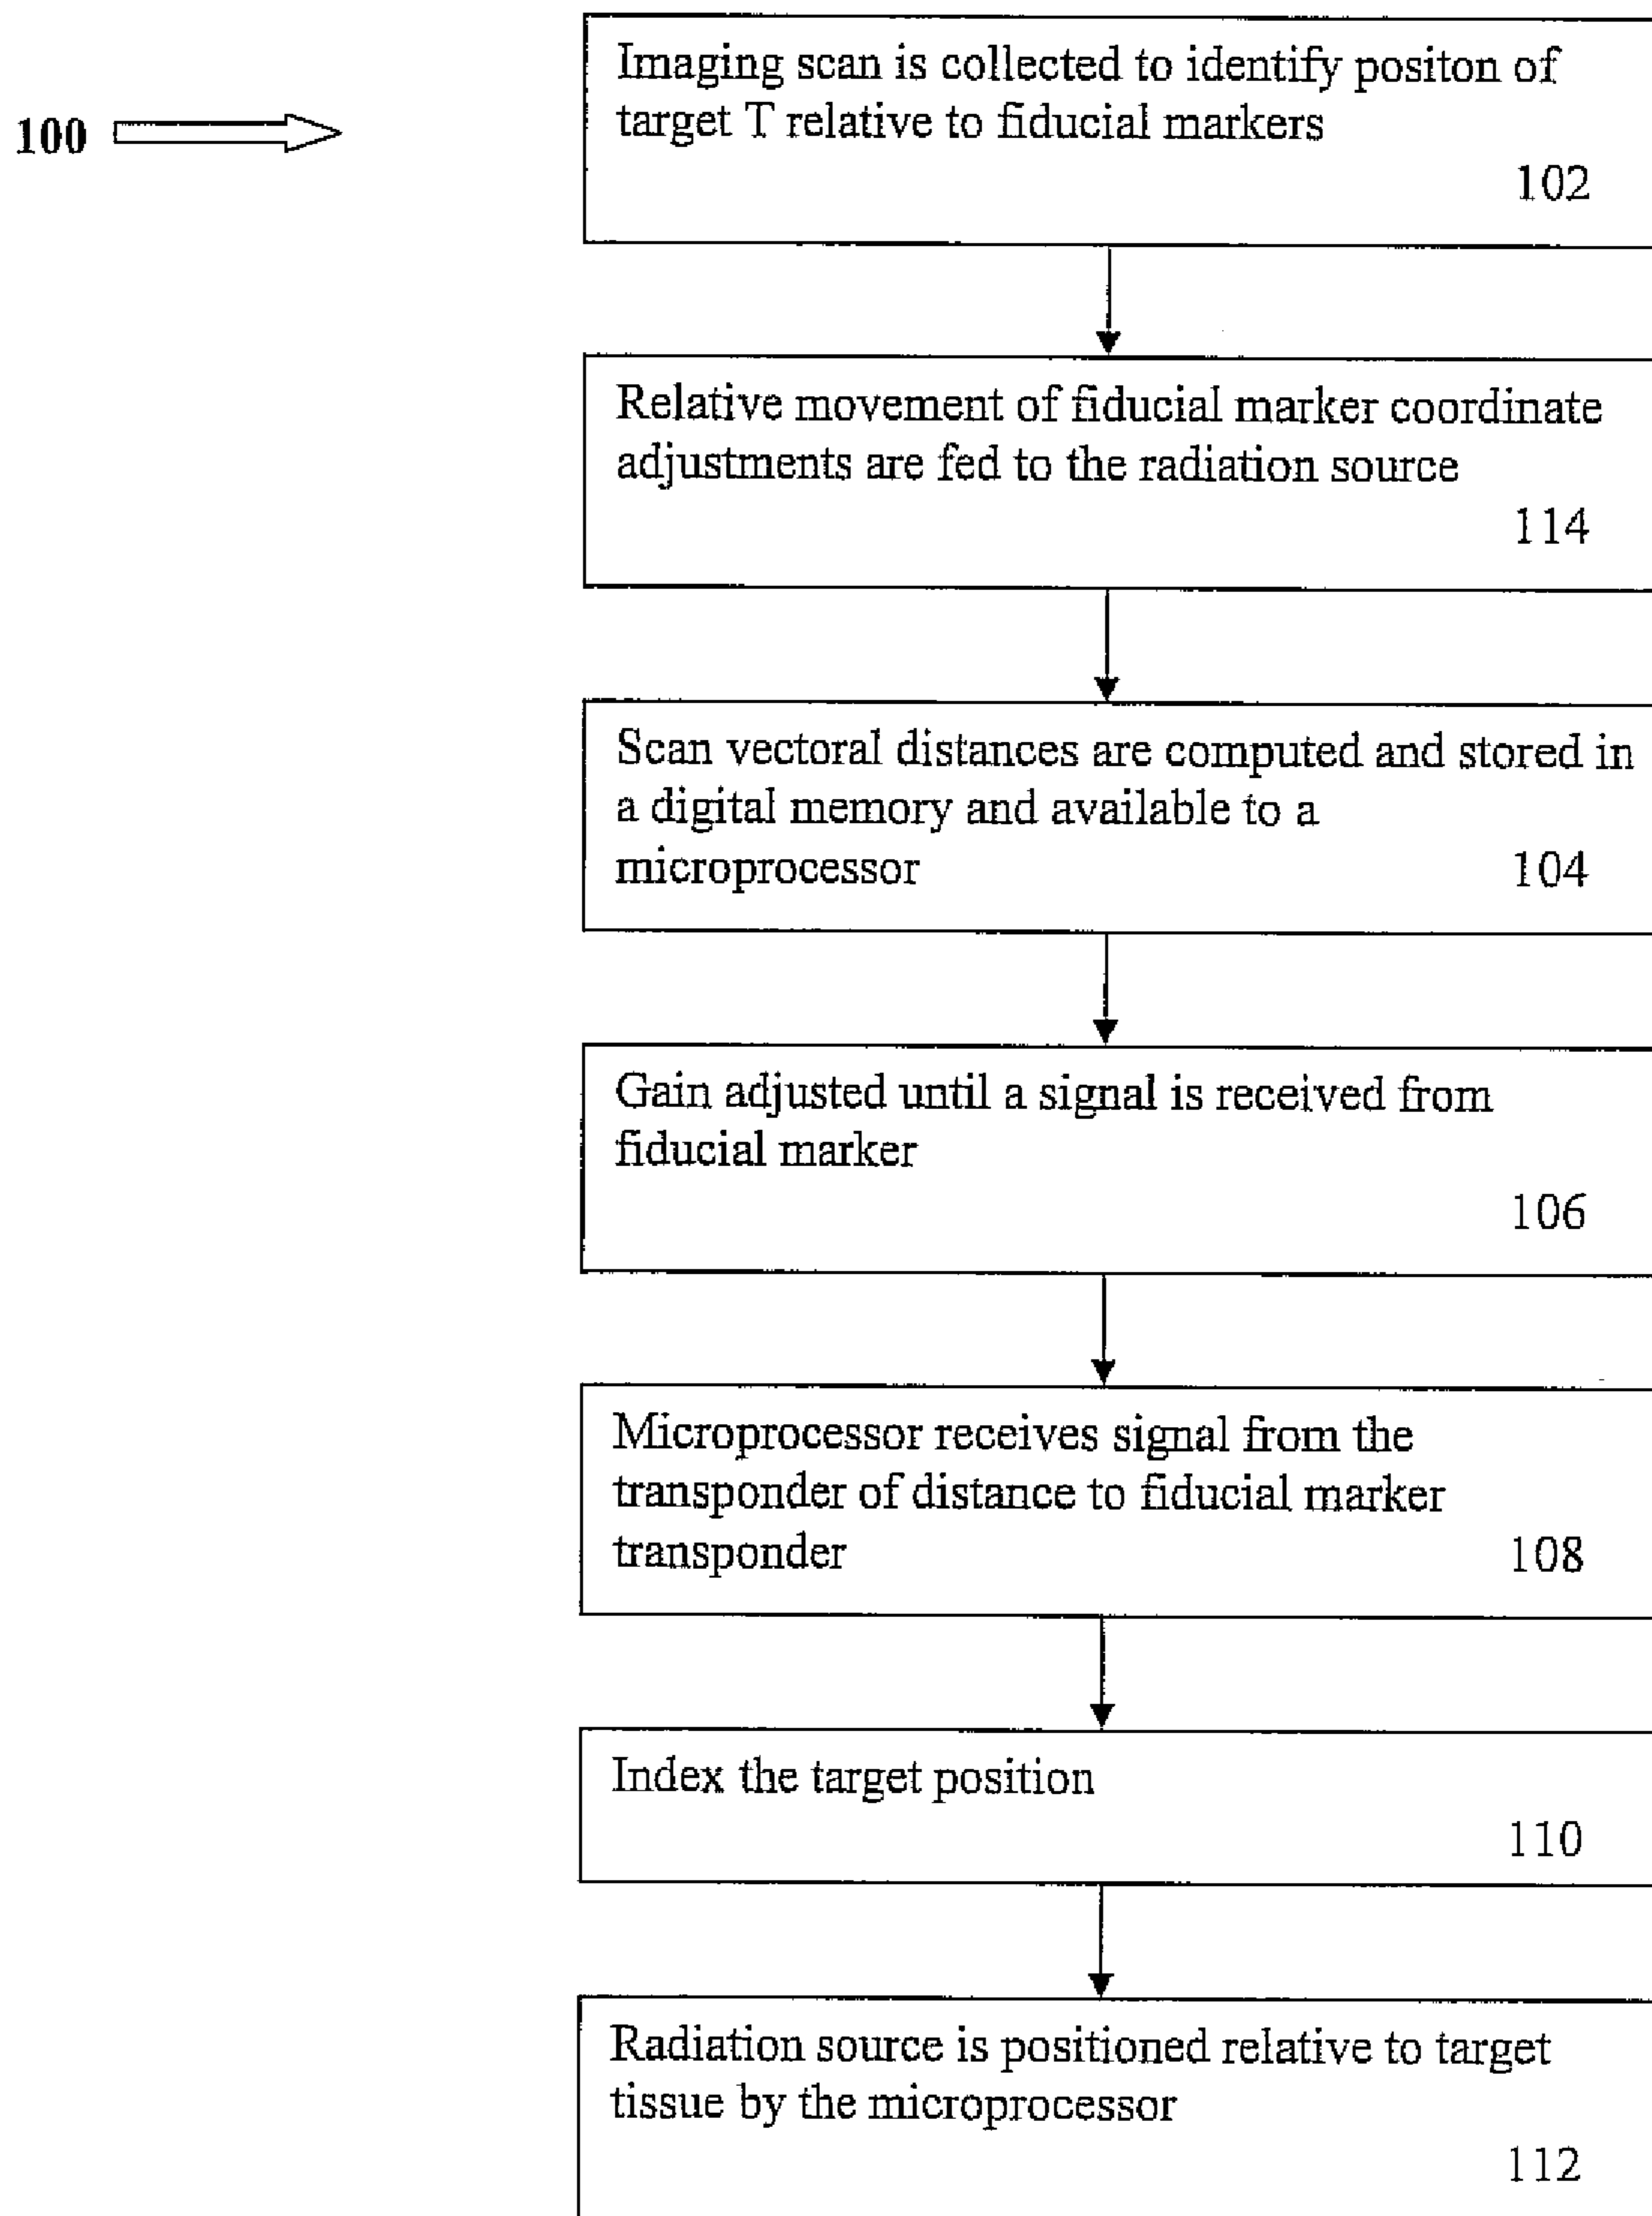 100
Imaging scan is collected to identify positon of
target T relative to fiducial markers
102
Relative movement of fiducial marker coordinate
adjustments are fed to the radiation source
114
Scan vectoral distances are computed and stored in
a digital memory and available to a
microprocessor 104
Gain adjusted until a signal is received from
fiducial marker
106
Microprocessor receives signal from the
transponder of distance to fiducial marker
transponder 108
Index the target position
110
Radiation source is positioned relative to target
tissue by the microprocessor
112